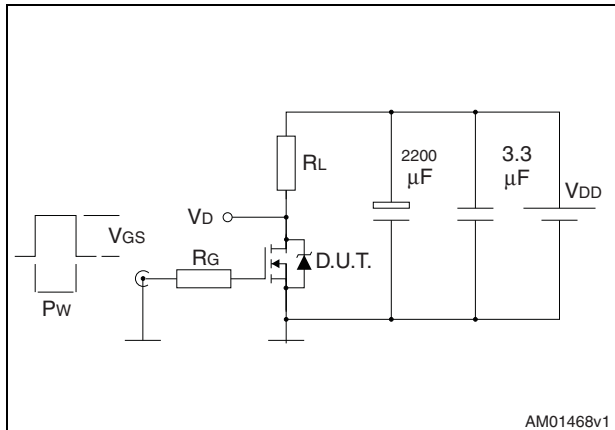 2200
μF
3.3
μF
RL
VDD
VD
VGS
RG
D.U.T.
PW
AM01468v1